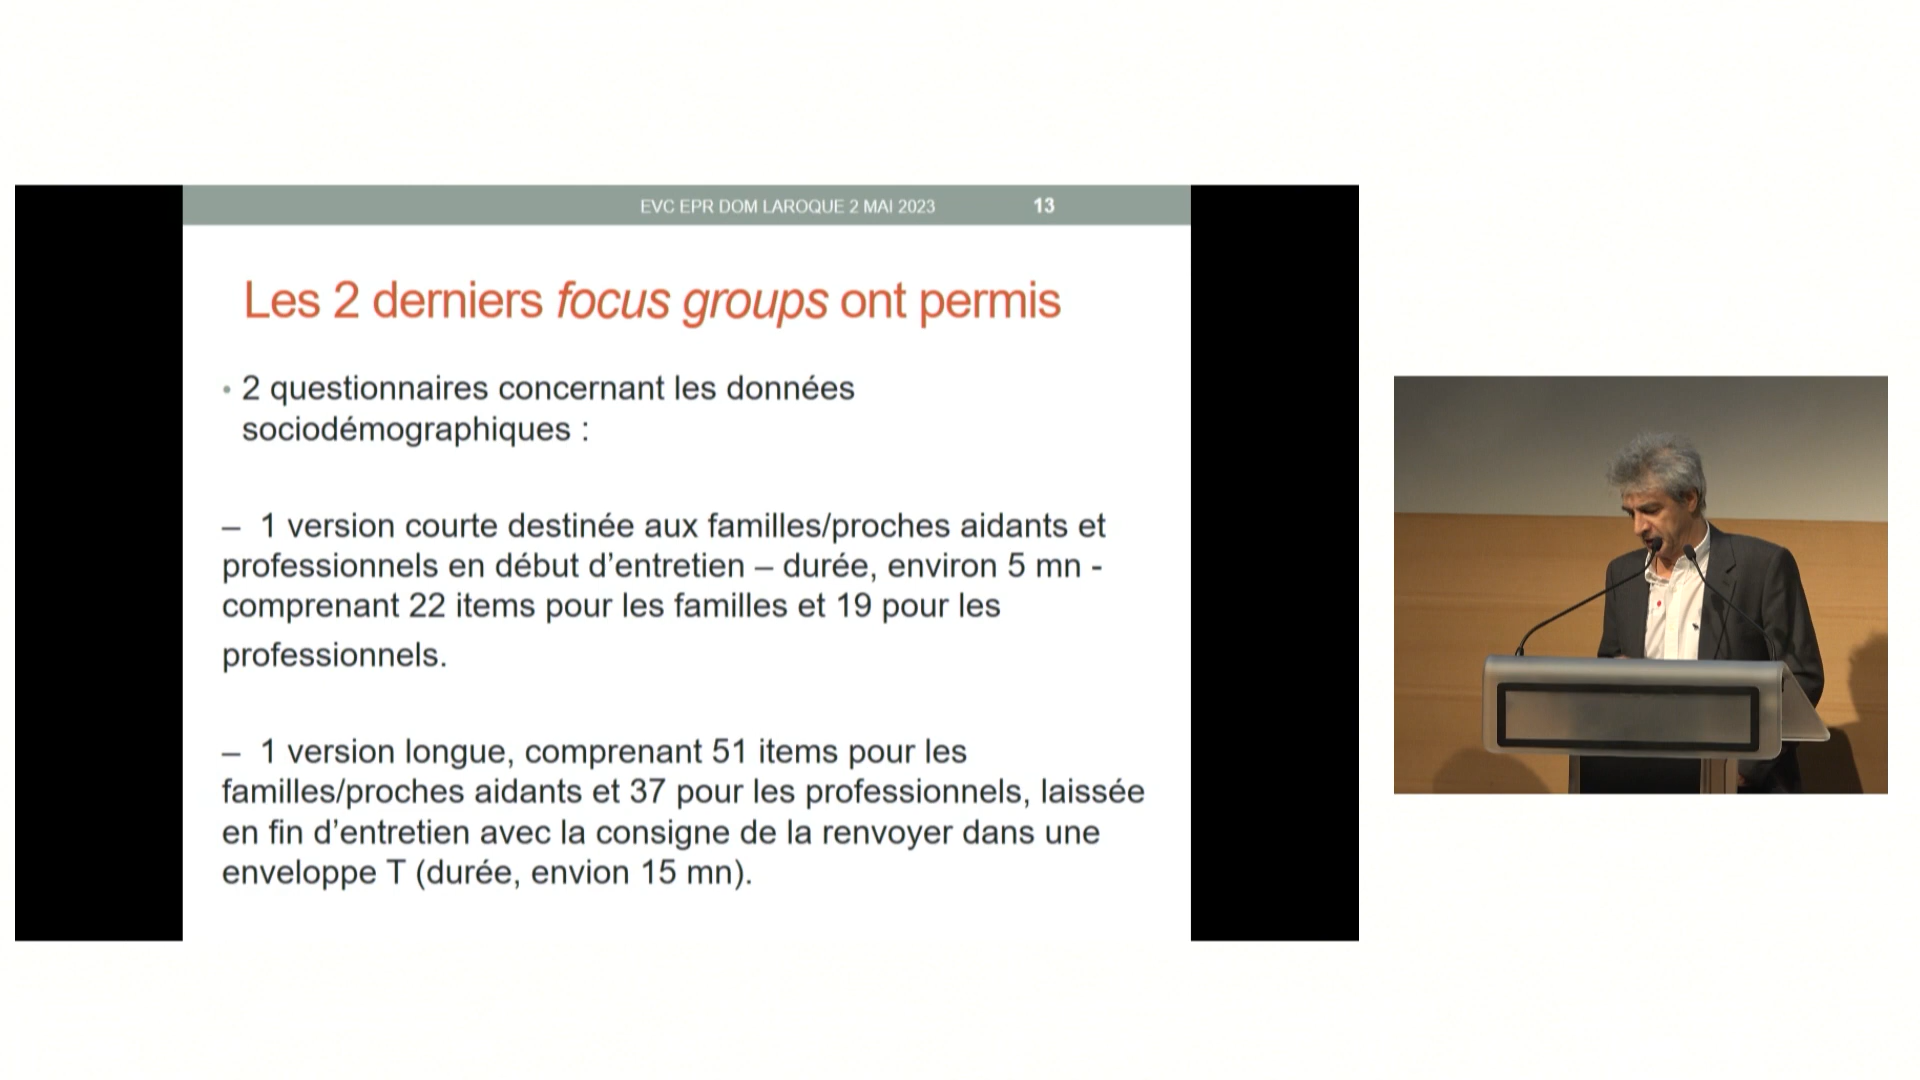 EVC EPR DOM LAROQUE 2 MAI 2023 13
Les 2 derniers focus groups ont permis
• 2 questionnaires concernant les données
sociodémographiques :
– 1 version courte destinée aux familles/proches aidants et
professionnels en début d’entretien – durée, environ 5 mn -
comprenant 22 items pour les familles et 19 pour les
professionnels.
– 1 version longue, comprenant 51 items pour les
familles/proches aidants et 37 pour les professionnels, laissée
en fin d’entretien avec la consigne de la renvoyer dans une
enveloppe T (durée, envion 15 mn).